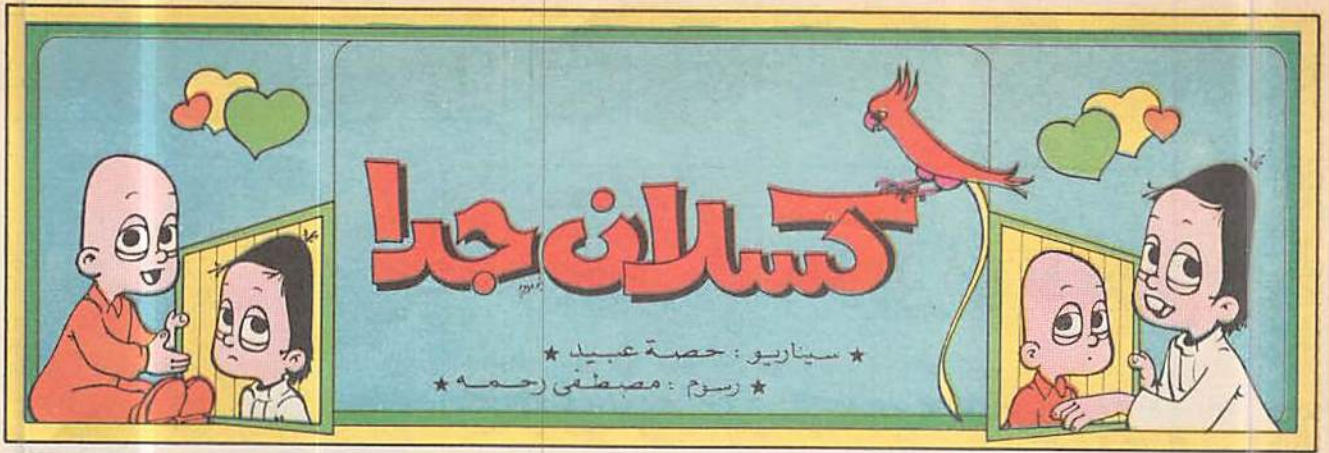 كسلان جدا
★ سيناريو : حصة عبيد ★
★ رسوم : مصطفى رحمه ★